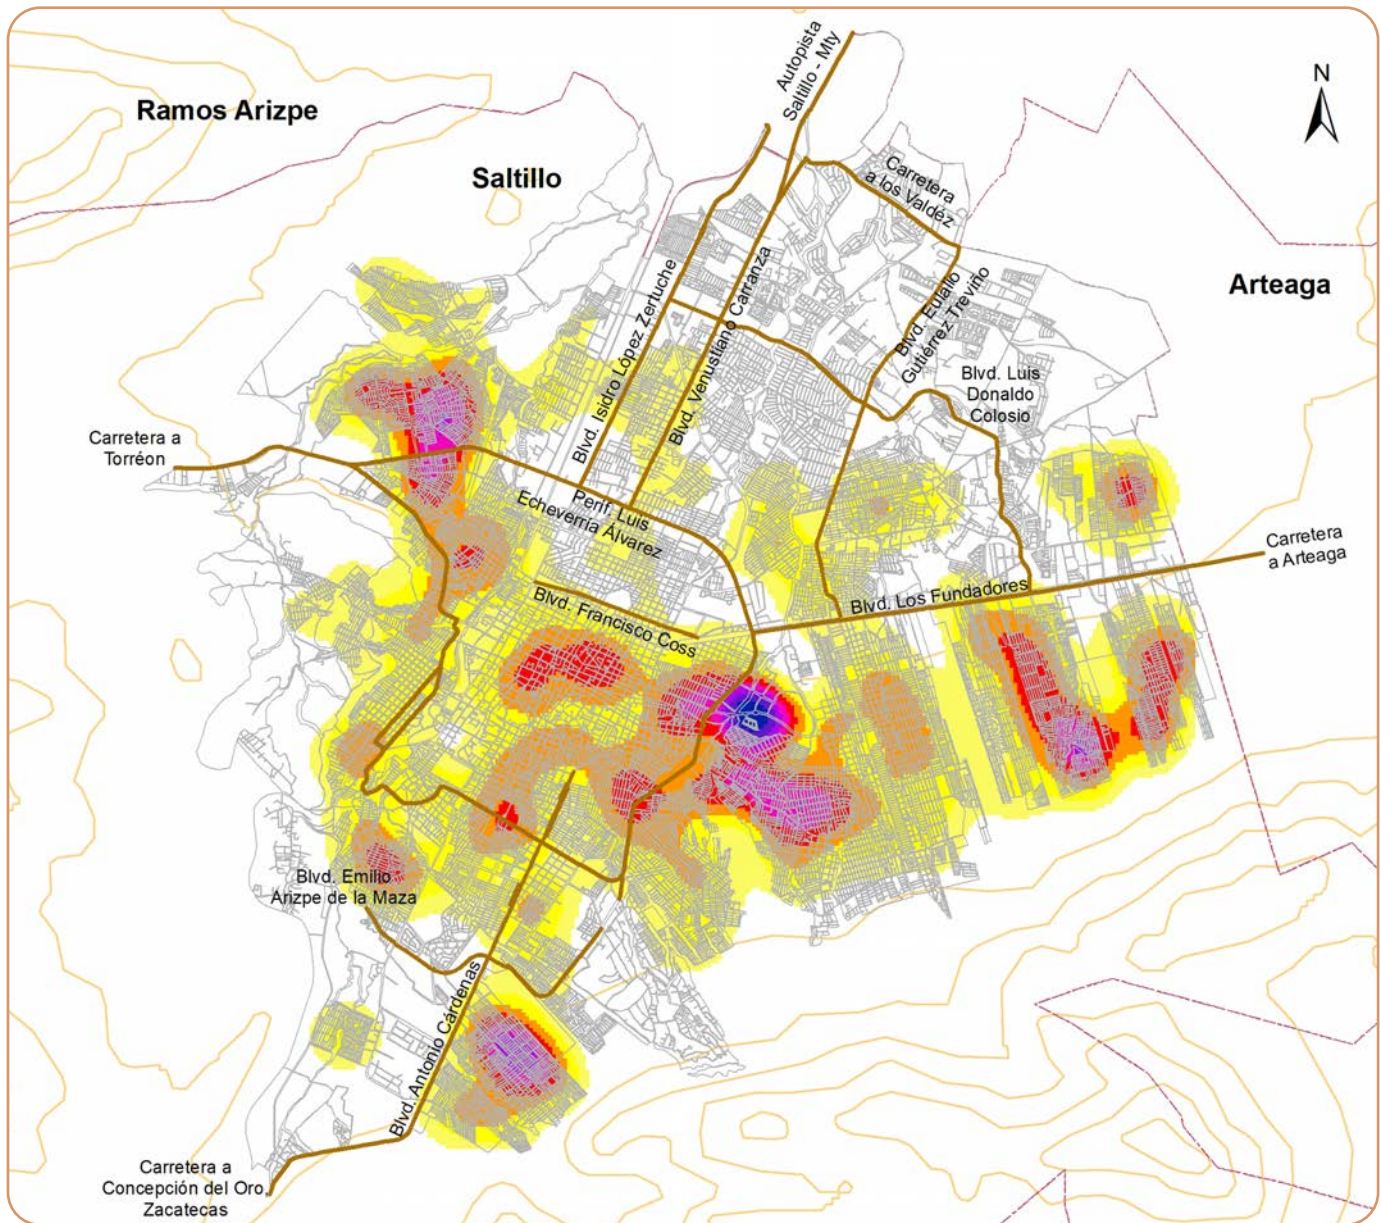 Autopista
Saltillo - Mty
N
Ramos Arizpe
Saltillo
Carretera
a los Valdéz
Arteaga
Blvd. Isidro López Zertuche
Blvd. Venustiano Carranza
Blvd. Eulalio
Gutiérrez Treviño
Blvd. Luis
Donaldo
Colosio
Carretera a
Torréon
Perif. Luis
Echeverría Álvarez
Carretera
a Arteaga
Blvd. Francisco Coss
Blvd. Los Fundadores
Blvd. Emilio
Arizpe de la Maza
Blvd. Antonio Cárdenas
Carretera a
Concepción del Oro,
Zacatecas